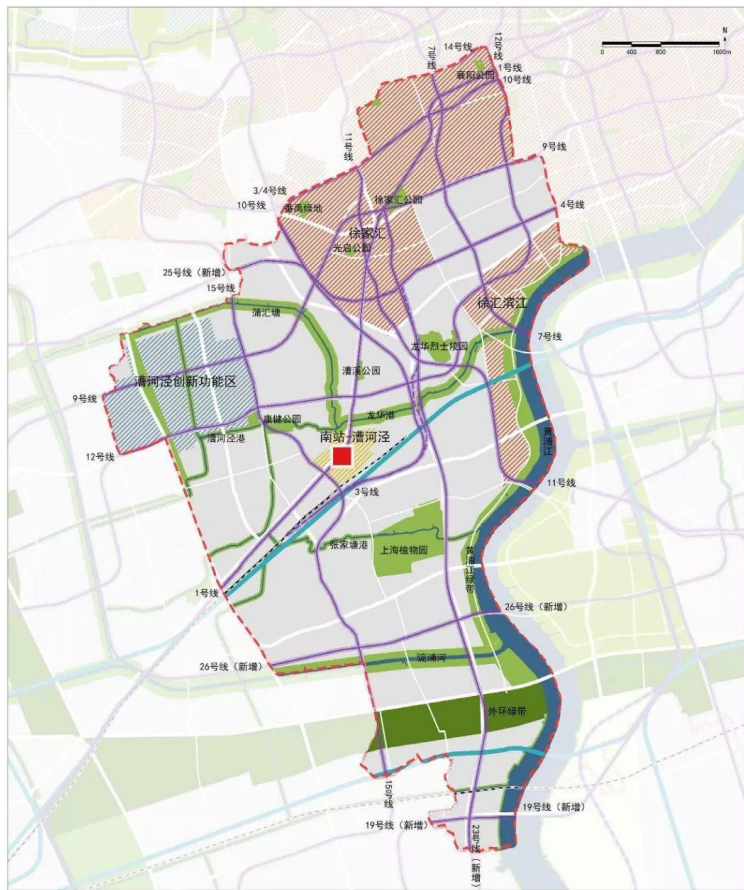 N
0 400 800 1600m
14号线
12号线
7号线
1号线
10号线
襄阳公园
11号线
9号线
3/4号线
10号线
番禺绿地
徐家汇公园
4号线
徐家汇
光启公园
25号线（新增）
15号线
徐汇滨江
蒲汇塘
7号线
龙华烈士陵园
漕溪公园
漕河泾创新功能区
9号线
康健公园
龙华港
黄浦江
漕河泾港
南站-漕河泾
12号线
3号线
11号线
张家塘港
上海植物园
黄浦江绿带
1号线
26号线（新增）
26号线（新增）
淀浦河
外环绿带
15号线
19号线（新增）
19号线（新增）
23号线（新增）